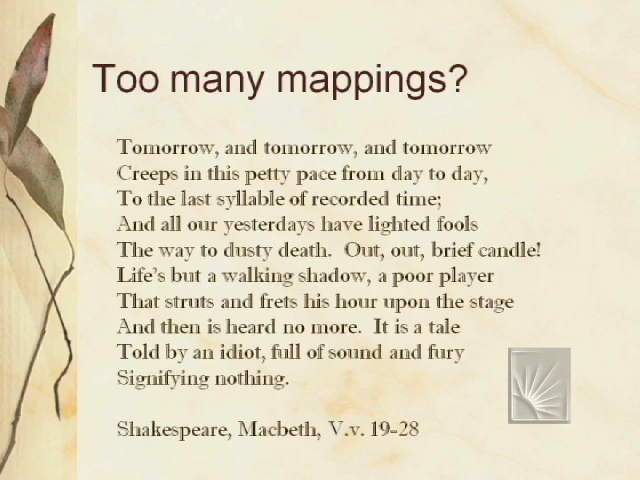 Too many mappings?
Tomorrow, and tomorrow, and tomorrow
Creeps in this petty pace from day to day,
To the last syllable of recorded time;
And all our yesterdays have lighted fools
The way to dusty death.  Out, out, brief candle!
Life's but a walking shadow, a poor player
That struts and frets his hour upon the stage
And then is heard no more.  It is a tale
Told by an idiot, full of sound and fury
Signifying nothing.
Shakespeare, Macbeth, V.v. 19-28